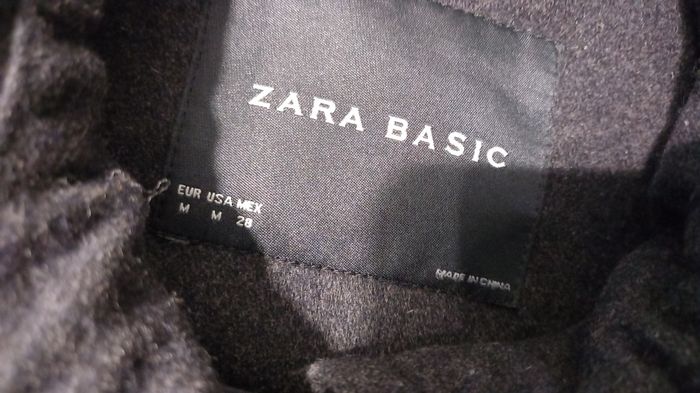 ZARA BASIC
EUR USA MEX
M M 28
MADE IN CHINA